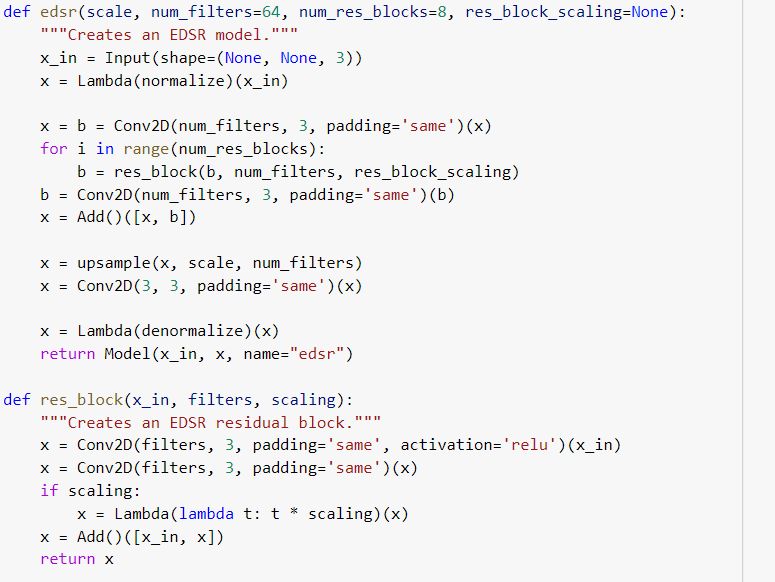 def edsr(scale, num_filters=64, num_res_blocks=8, res_block_scaling=None):
    """Creates an EDSR model."""
    x_in = Input(shape=(None, None, 3))
    x = Lambda(normalize)(x_in)

    x = b = Conv2D(num_filters, 3, padding='same')(x)
    for i in range(num_res_blocks):
        b = res_block(b, num_filters, res_block_scaling)
    b = Conv2D(num_filters, 3, padding='same')(b)
    x = Add()([x, b])

    x = upsample(x, scale, num_filters)
    x = Conv2D(3, 3, padding='same')(x)

    x = Lambda(denormalize)(x)
    return Model(x_in, x, name="edsr")

def res_block(x_in, filters, scaling):
    """Creates an EDSR residual block."""
    x = Conv2D(filters, 3, padding='same', activation='relu')(x_in)
    x = Conv2D(filters, 3, padding='same')(x)
    if scaling:
        x = Lambda(lambda t: t * scaling)(x)
    x = Add()([x_in, x])
    return x